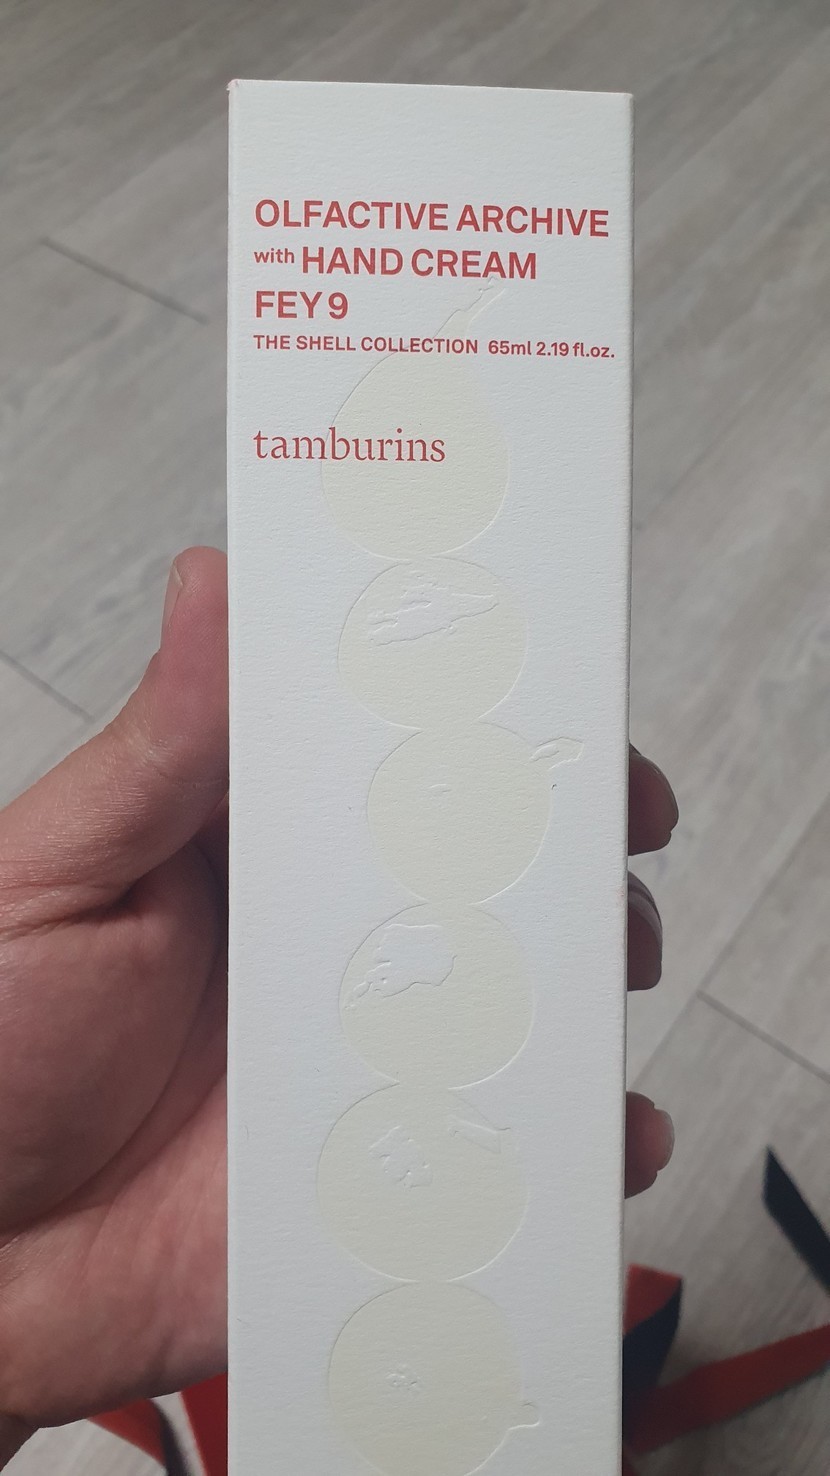 OLFACTIVE ARCHIVE
with HAND CREAM
FEY 9
THE SHELL COLLECTION 65ml 2.19 fl.oz.
tamburins